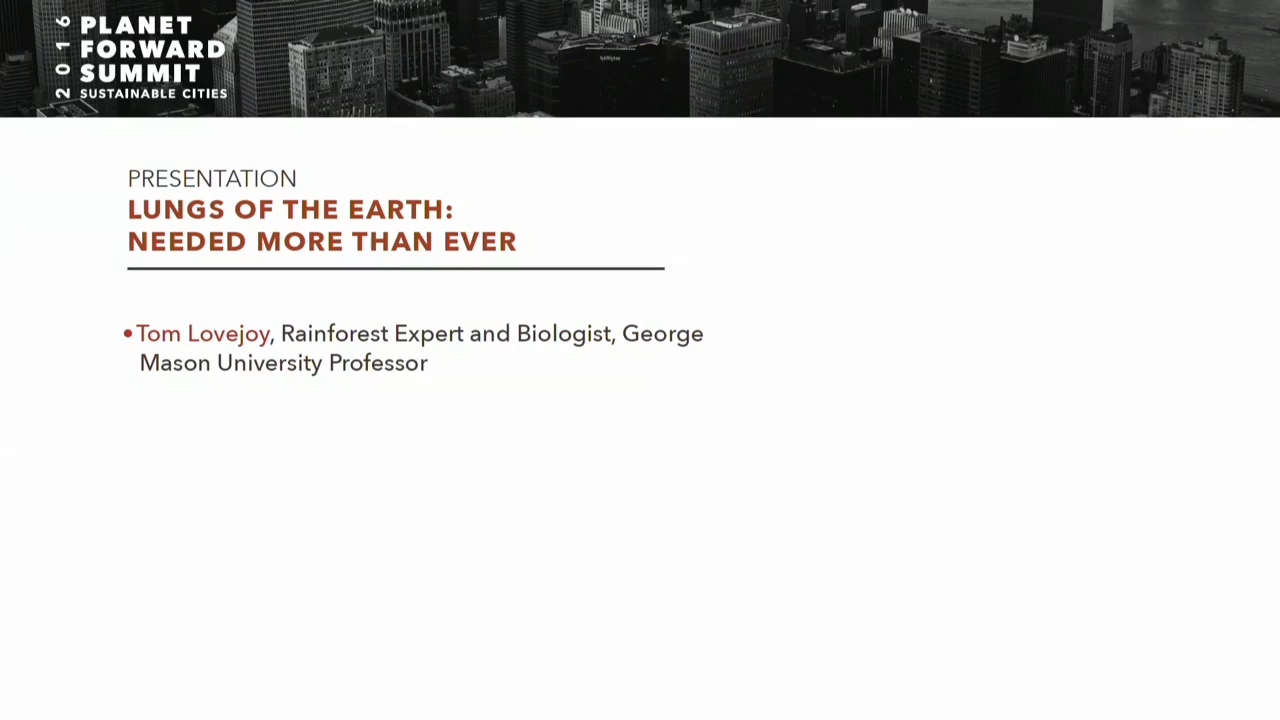 2016
PLANET
FORWARD
SUMMIT
SUSTAINABLE CITIES
PRESENTATION
LUNGS OF THE EARTH:
NEEDED MORE THAN EVER
• Tom Lovejoy, Rainforest Expert and Biologist, George
Mason University Professor